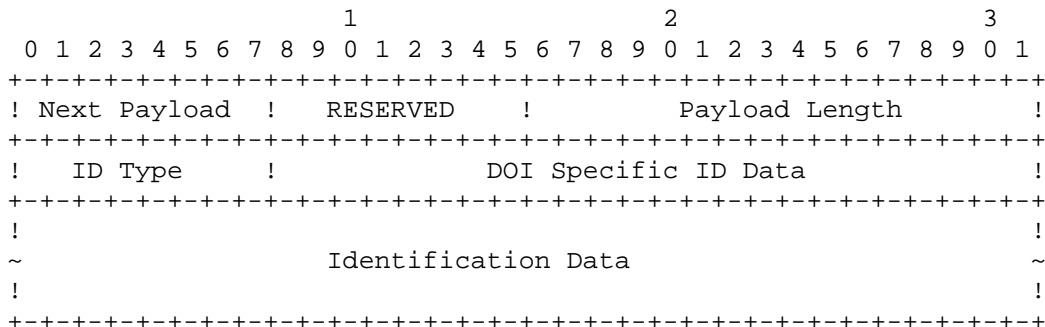 1                   2                   3
 0 1 2 3 4 5 6 7 8 9 0 1 2 3 4 5 6 7 8 9 0 1 2 3 4 5 6 7 8 9 0 1
+-+-+-+-+-+-+-+-+-+-+-+-+-+-+-+-+-+-+-+-+-+-+-+-+-+-+-+-+-+-+-+-+
! Next Payload  !   RESERVED    !         Payload Length        !
+-+-+-+-+-+-+-+-+-+-+-+-+-+-+-+-+-+-+-+-+-+-+-+-+-+-+-+-+-+-+-+-+
!   ID Type     !             DOI Specific ID Data              !
+-+-+-+-+-+-+-+-+-+-+-+-+-+-+-+-+-+-+-+-+-+-+-+-+-+-+-+-+-+-+-+-+
!                                                               !
~                   Identification Data                         ~
!                                                               !
+-+-+-+-+-+-+-+-+-+-+-+-+-+-+-+-+-+-+-+-+-+-+-+-+-+-+-+-+-+-+-+-+